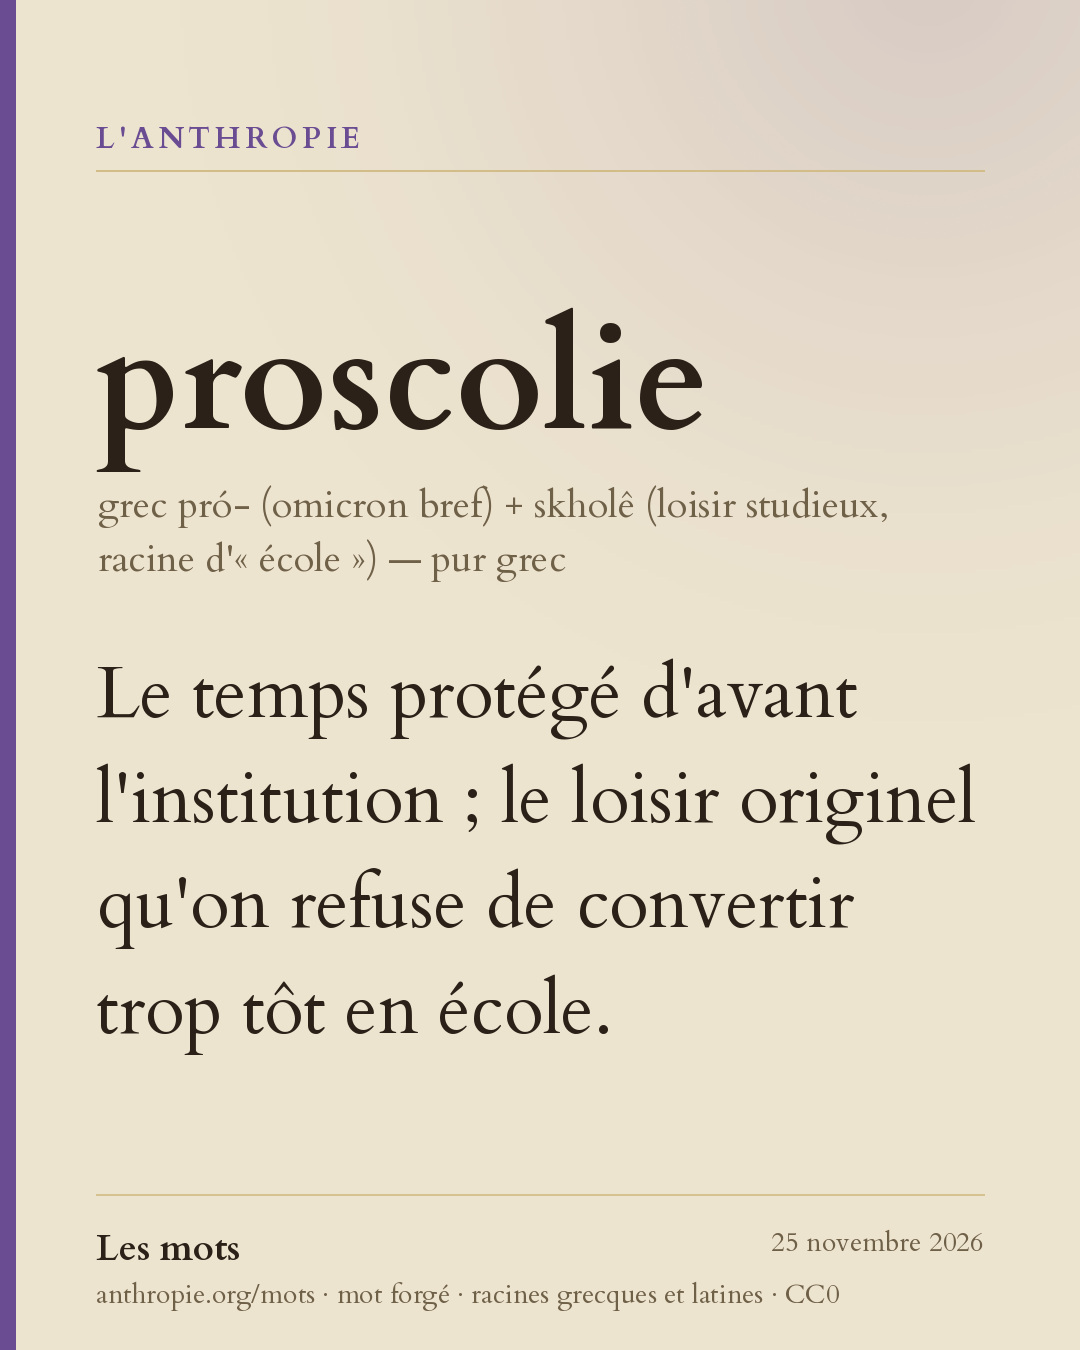 L'ANTHROPIE
proscolie
grec pró- (omicron bref) + skholê (loisir studieux,
racine d'« école ») — pur grec
Le temps protégé d'avant
l'institution ; le loisir originel
qu'on refuse de convertir
trop tôt en école.
Les mots
25 novembre 2026
anthropie.org/mots · mot forgé · racines grecques et latines · CC0